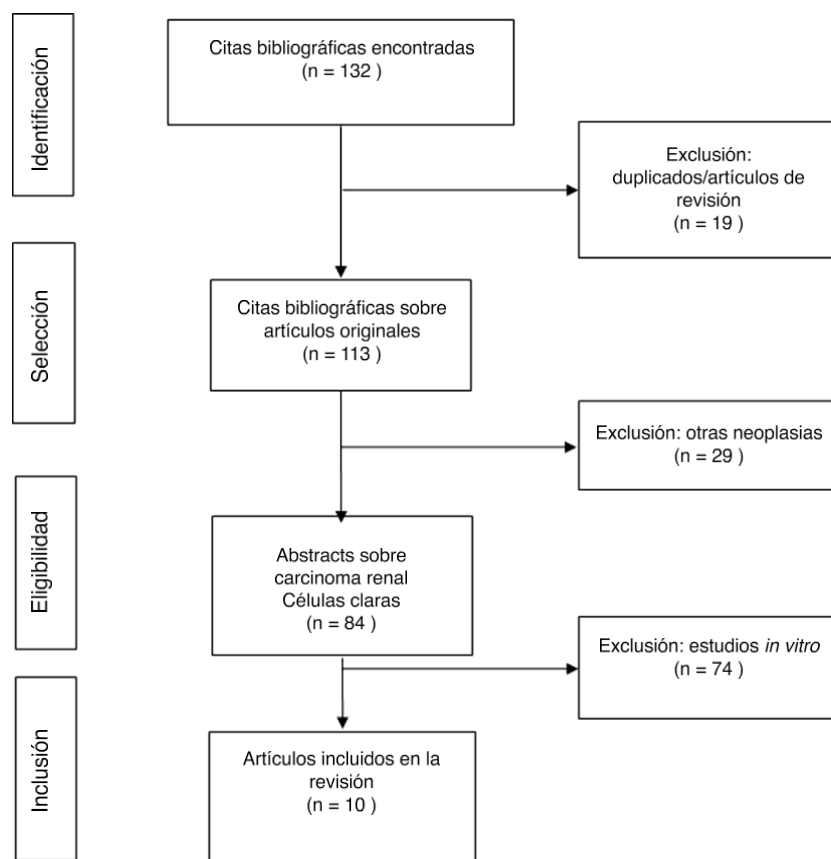 Identificación
Citas bibliográficas encontradas
(n = 132 )
Exclusión:
duplicados/artículos de
revisión
(n = 19 )
Selección
Citas bibliográficas sobre
artículos originales
(n = 113 )
Exclusión: otras neoplasias
(n = 29 )
Eligibilidad
Abstracts sobre
carcinoma renal
Células claras
(n = 84 )
Exclusión: estudios in vitro
(n = 74 )
Inclusión
Artículos incluidos en la
revisión
(n = 10 )